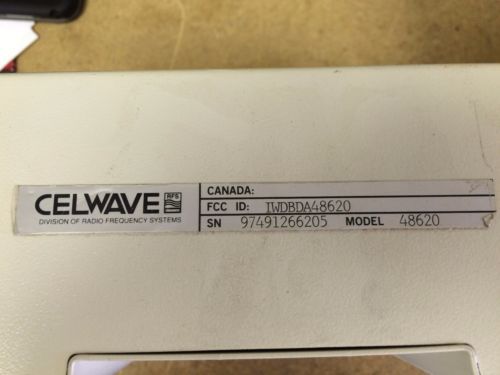 CELWAVE RFS
DIVISION OF RADIO FREQUENCY SYSTEMS
CANADA:
FCC ID: IWDBDA48620
SN 97491266205 MODEL 48620